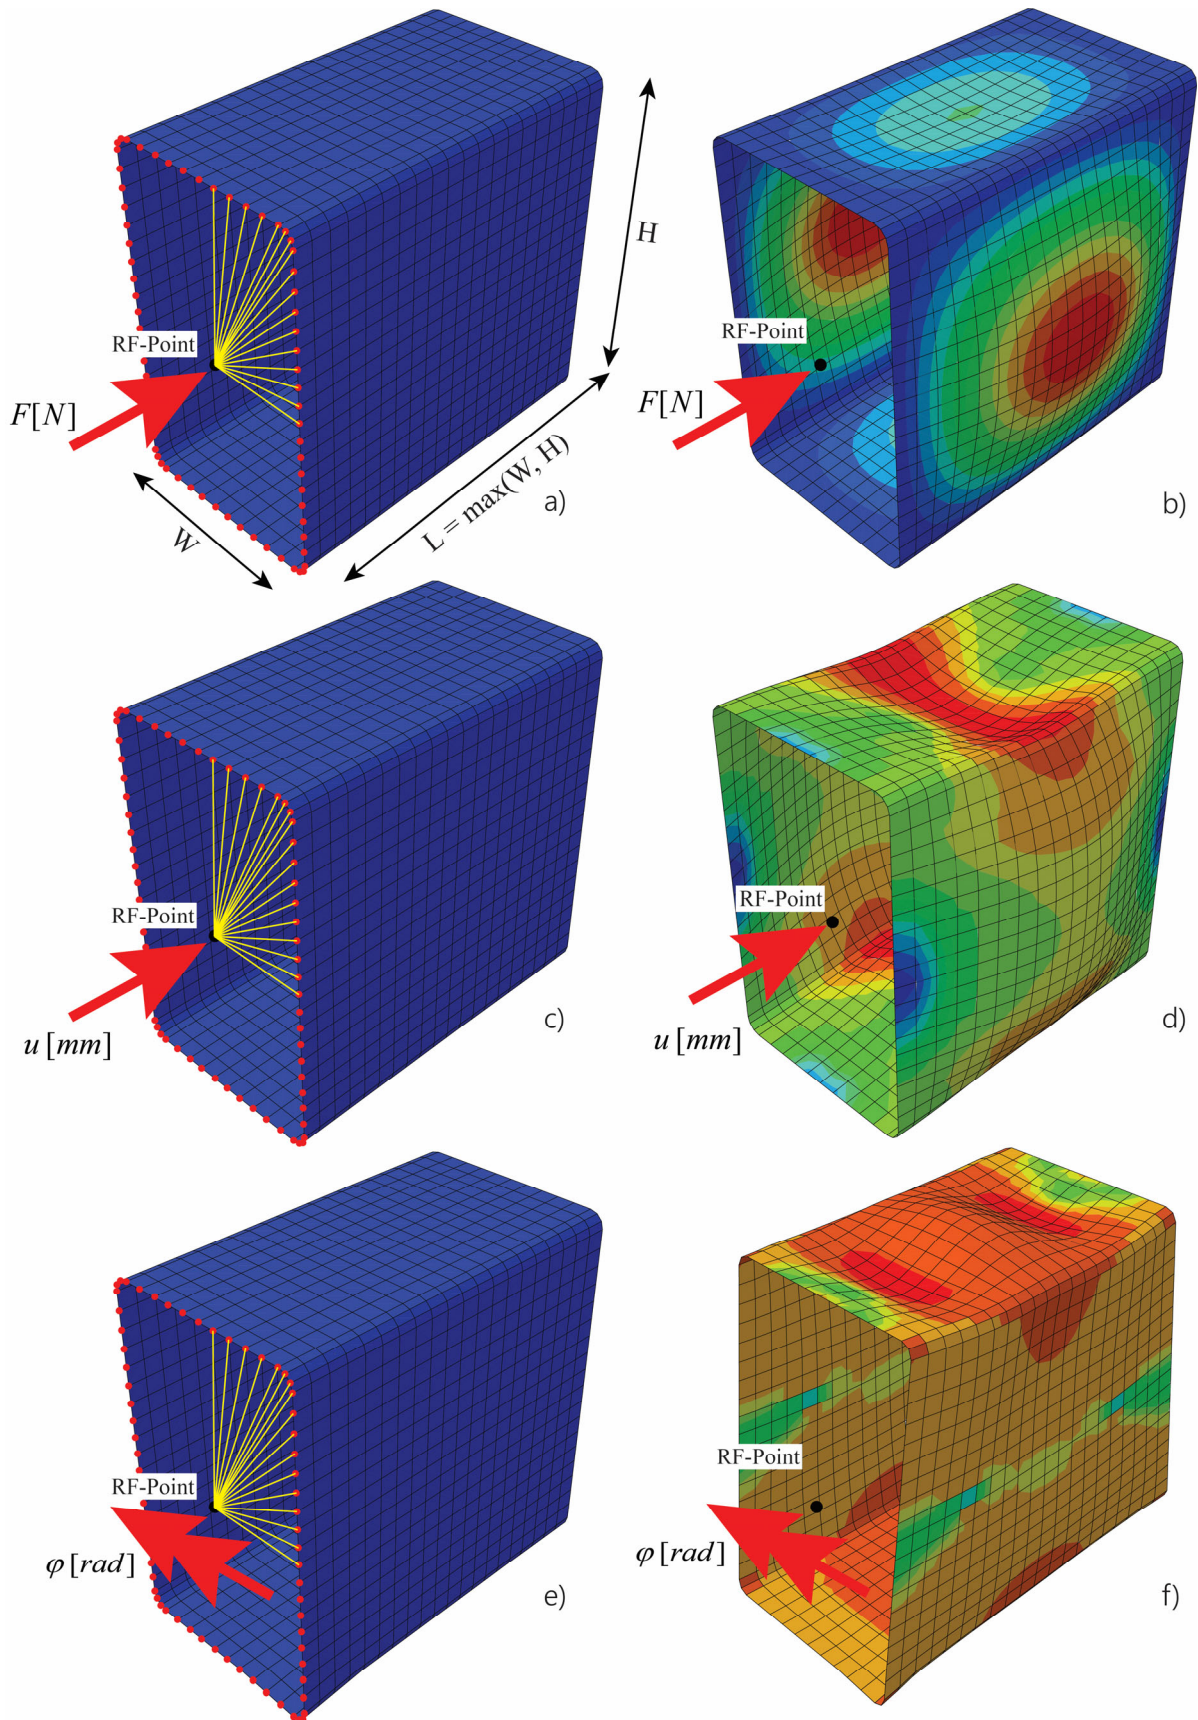 H
RF-Point
RF-Point
F[N]
F[N]
L = max(W, H)
a)
b)
W
RF-Point
RF-Point
u [mm]
u [mm]
c)
d)
RF-Point
RF-Point
φ [rad]
φ [rad]
e)
f)